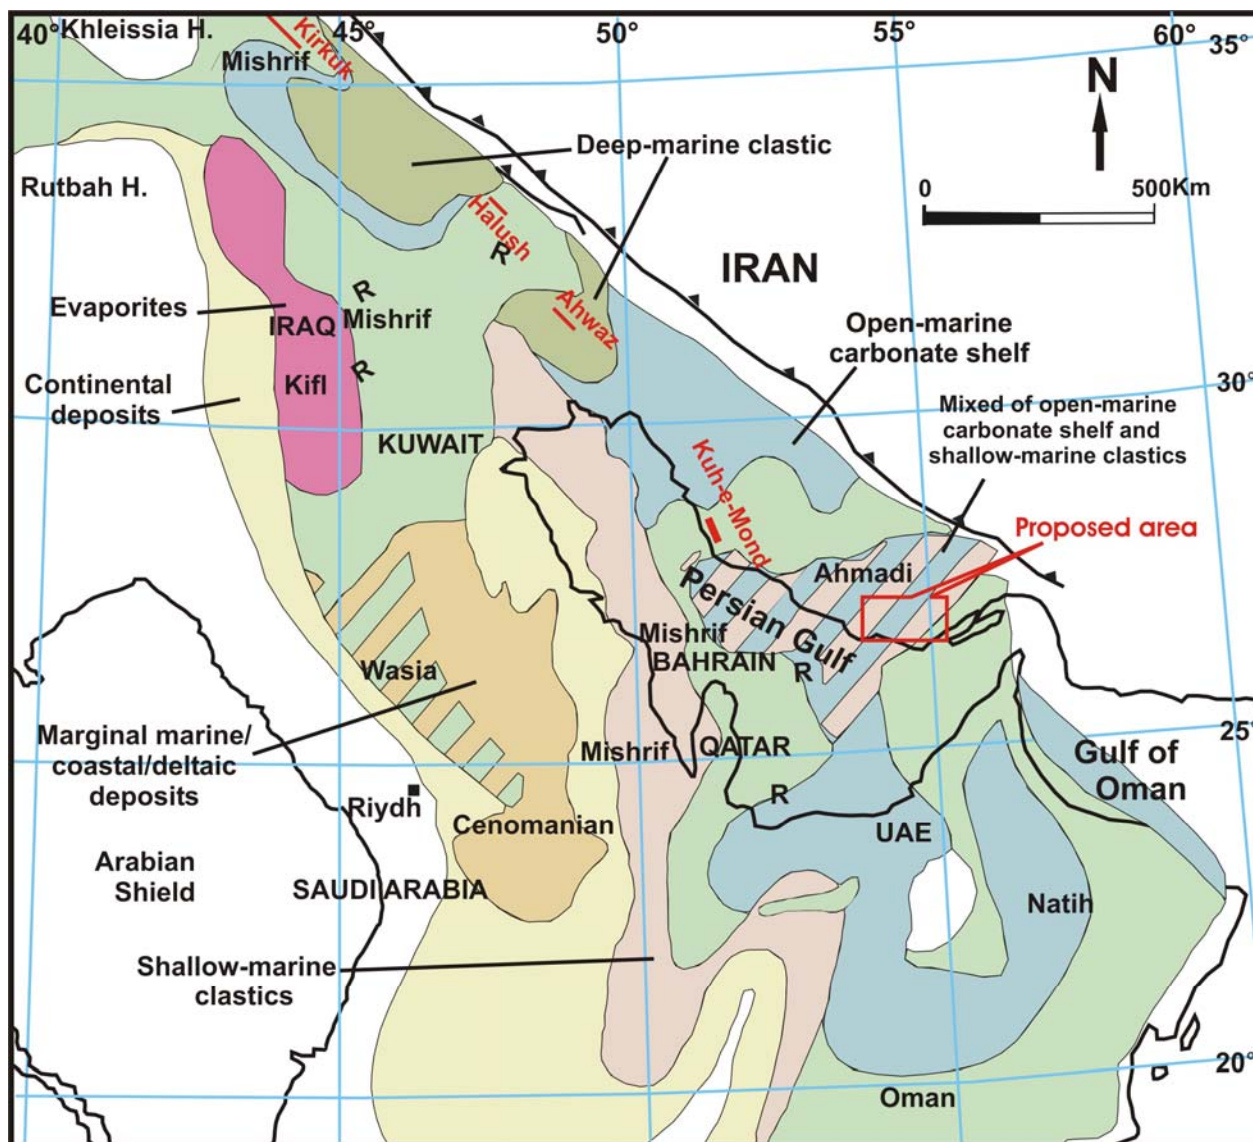 40°
Khleissia H.
45°
50°
55°
60°
35°
Kirkuk
Mishrif
N
Deep-marine clastic
0
500Km
Rutbah H.
Halush
R
IRAN
Evaporites
R
IRAQ
Mishrif
Ahwaz
Open-marine
carbonate shelf
Continental
deposits
Kifl
R
30°
Mixed of open-marine
carbonate shelf and
shallow-marine clastics
KUWAIT
Kuh-e-Mond
Proposed area
Ahmadi
Persian Gulf
Mishrif
BAHRAIN
R
Wasia
Marginal marine/
coastal/deltaic
deposits
Mishrif
QATAR
25°
Gulf of
Oman
R
Riydh
Cenomanian
UAE
Arabian
Shield
SAUDI ARABIA
Natih
Shallow-marine
clastics
20°
Oman